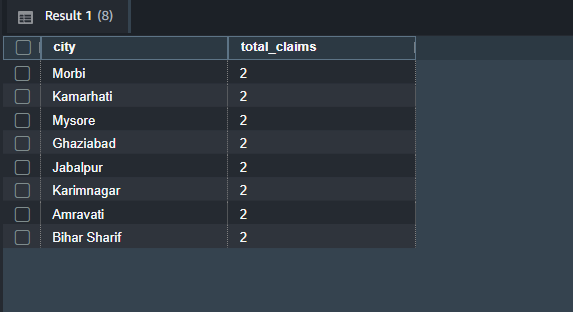 Result 1 (8)
city total_claims
Morbi 2
Kamarhati 2
Mysore 2
Ghaziabad 2
Jabalpur 2
Karimnagar 2
Amravati 2
Bihar Sharif 2